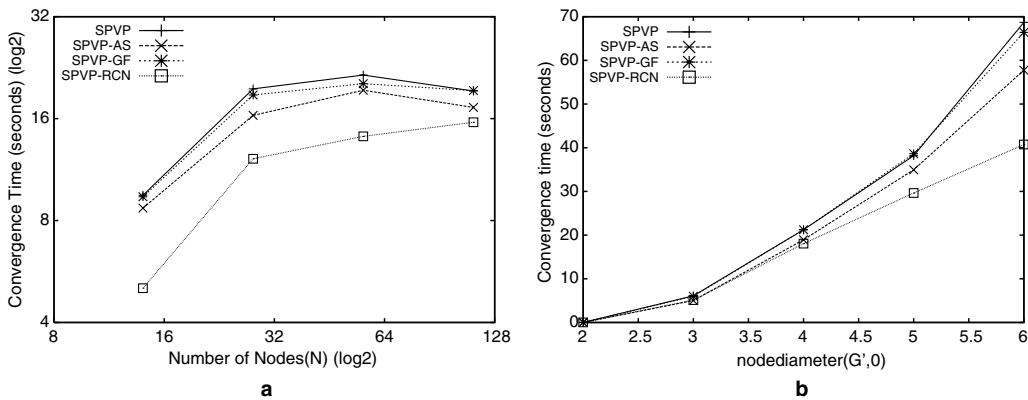 SPVP
SPVP-AS
SPVP-GF
SPVP-RCN
32
16
8
4
Convergence Time (seconds) (log2)
8 16 32 64 128
Number of Nodes(N) (log2)
a
SPVP
SPVP-AS
SPVP-GF
SPVP-RCN
70
60
50
40
30
20
10
0
Convergence time (seconds)
2 2.5 3 3.5 4 4.5 5 5.5 6
nodediameter(G',0)
b